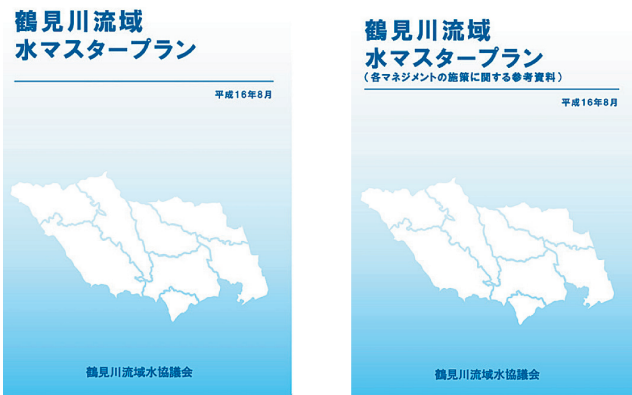 鶴見川流域
水マスタープラン
平成16年8月
鶴見川流域水協議会
鶴見川流域
水マスタープラン
（各マネジメントの施策に関する参考資料）
平成16年8月
鶴見川流域水協議会